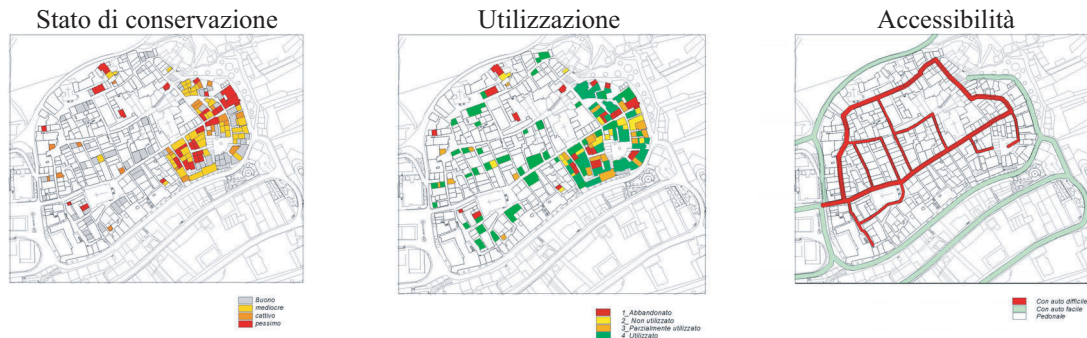 Stato di conservazione
Utilizzazione
Accessibilità
Buono
mediocre
cattivo
pessimo
1_Abbandonato
2_ Non utilizzato
3_Parzialmente utilizzato
4_Utilizzato
Con auto difficile
Con auto facile
Pedonale